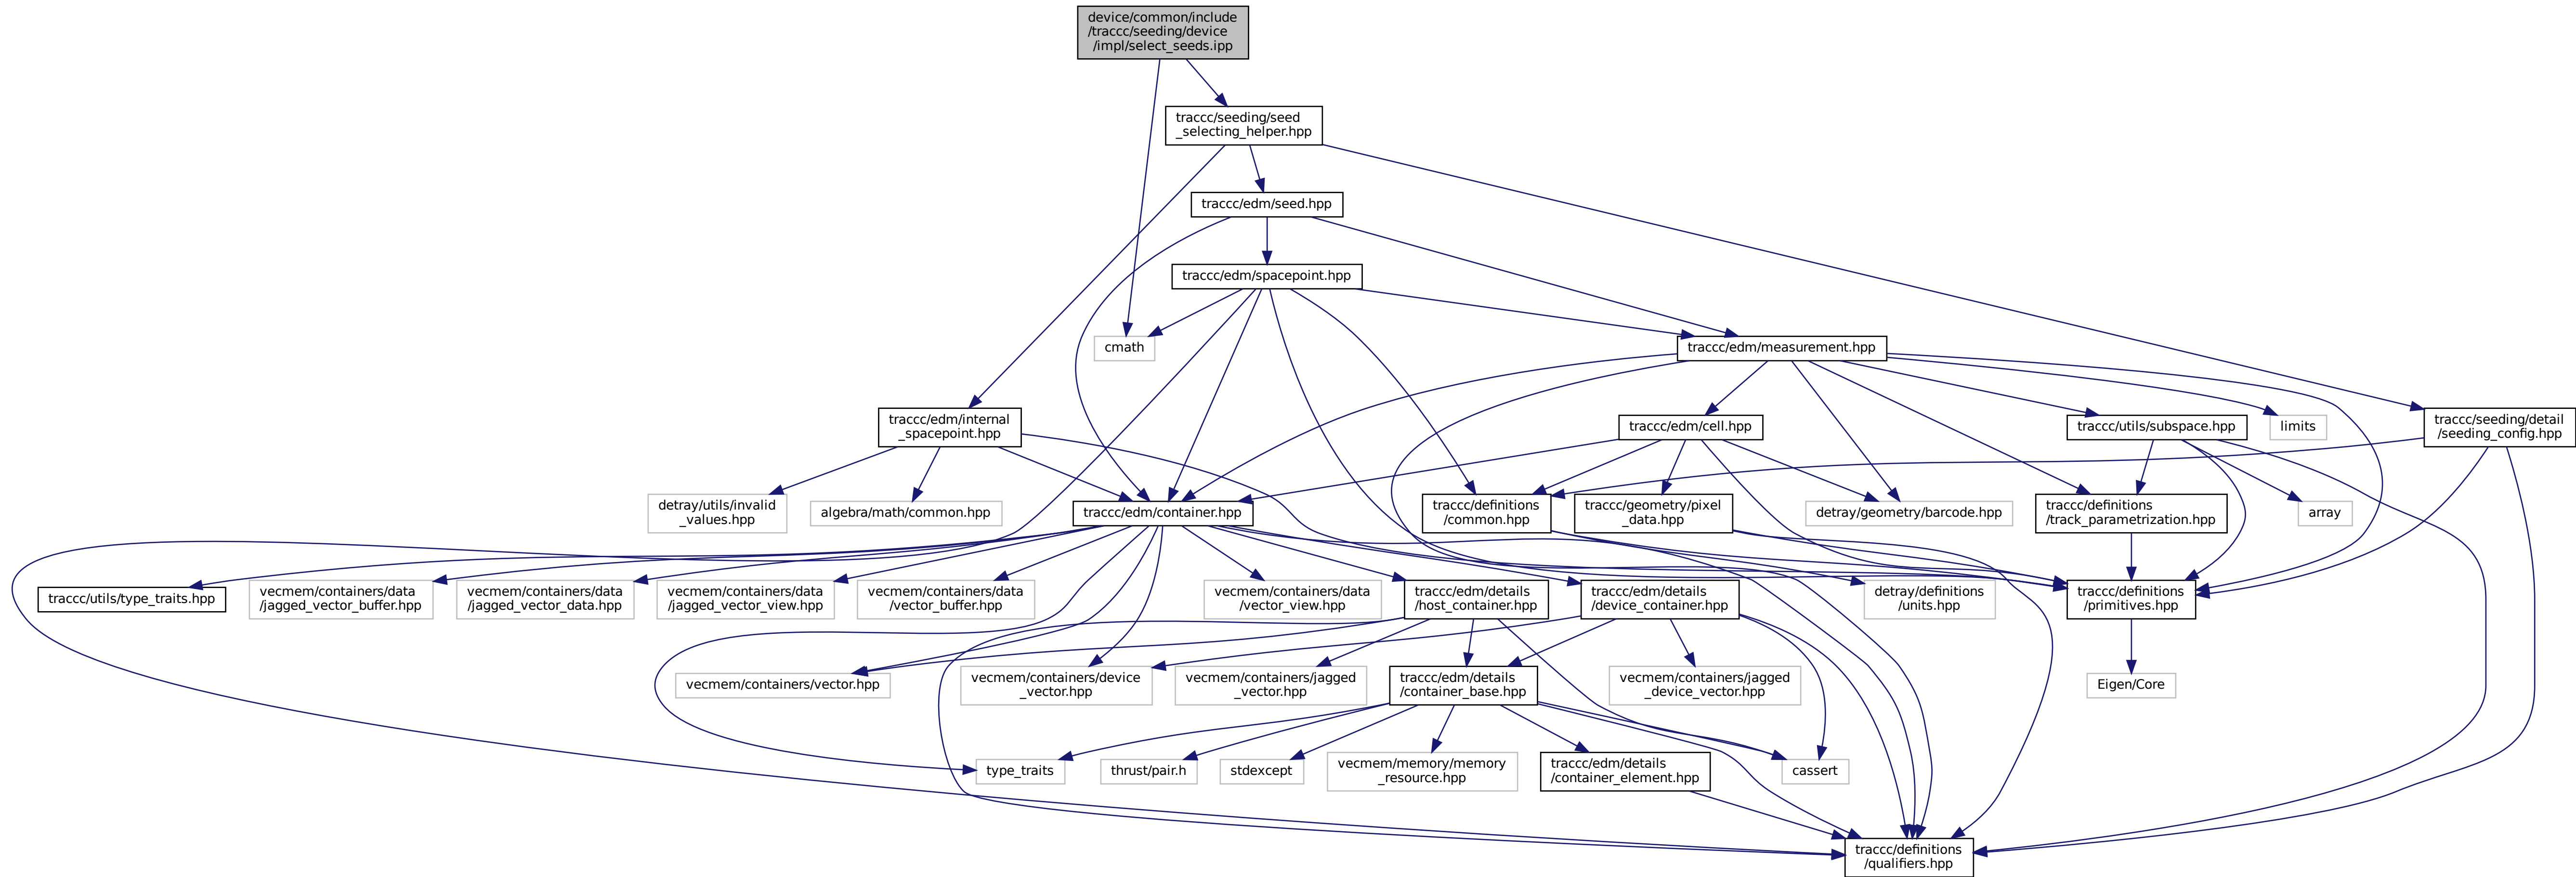 device/common/include
/traccc/seeding/device
/impl/select_seeds.ipp
traccc/seeding/seed
_selecting_helper.hpp
traccc/edm/seed.hpp
traccc/edm/spacepoint.hpp
cmath
traccc/edm/measurement.hpp
traccc/edm/internal
_spacepoint.hpp
traccc/edm/cell.hpp
traccc/utils/subspace.hpp
limits
traccc/seeding/detail
/seeding_config.hpp
detray/utils/invalid
_values.hpp
algebra/math/common.hpp
traccc/edm/container.hpp
traccc/definitions
/common.hpp
traccc/geometry/pixel
_data.hpp
detray/geometry/barcode.hpp
traccc/definitions
/track_parametrization.hpp
array
traccc/utils/type_traits.hpp
vecmem/containers/data
/jagged_vector_buffer.hpp
vecmem/containers/data
/jagged_vector_data.hpp
vecmem/containers/data
/jagged_vector_view.hpp
vecmem/containers/data
/vector_buffer.hpp
vecmem/containers/data
/vector_view.hpp
traccc/edm/details
/host_container.hpp
traccc/edm/details
/device_container.hpp
detray/definitions
/units.hpp
traccc/definitions
/primitives.hpp
vecmem/containers/vector.hpp
vecmem/containers/device
_vector.hpp
vecmem/containers/jagged
_vector.hpp
traccc/edm/details
/container_base.hpp
vecmem/containers/jagged
_device_vector.hpp
Eigen/Core
type_traits
thrust/pair.h
stdexcept
vecmem/memory/memory
_resource.hpp
traccc/edm/details
/container_element.hpp
cassert
traccc/definitions
/qualifiers.hpp